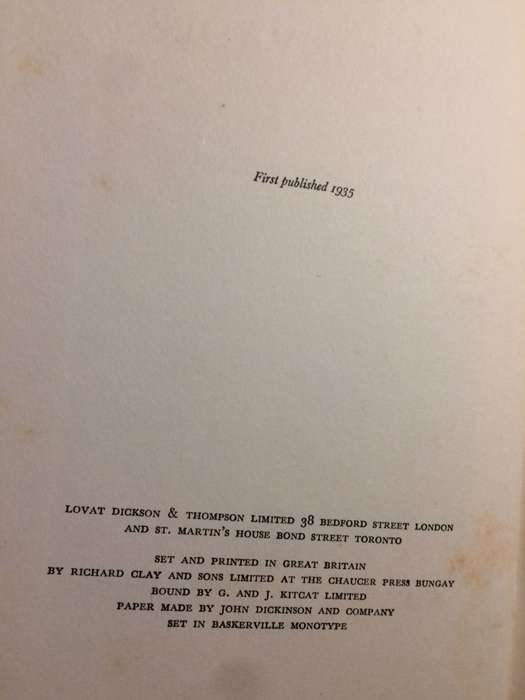 First published 1935
LOVAT DICKSON & THOMPSON LIMITED 38 BEDFORD STREET LONDON
AND ST. MARTIN'S HOUSE BOND STREET TORONTO
SET AND PRINTED IN GREAT BRITAIN
BY RICHARD CLAY AND SONS LIMITED AT THE CHAUCER PRESS BUNGAY
BOUND BY G. AND J. KITCAT LIMITED
PAPER MADE BY JOHN DICKINSON AND COMPANY
SET IN BASKERVILLE MONOTYPE